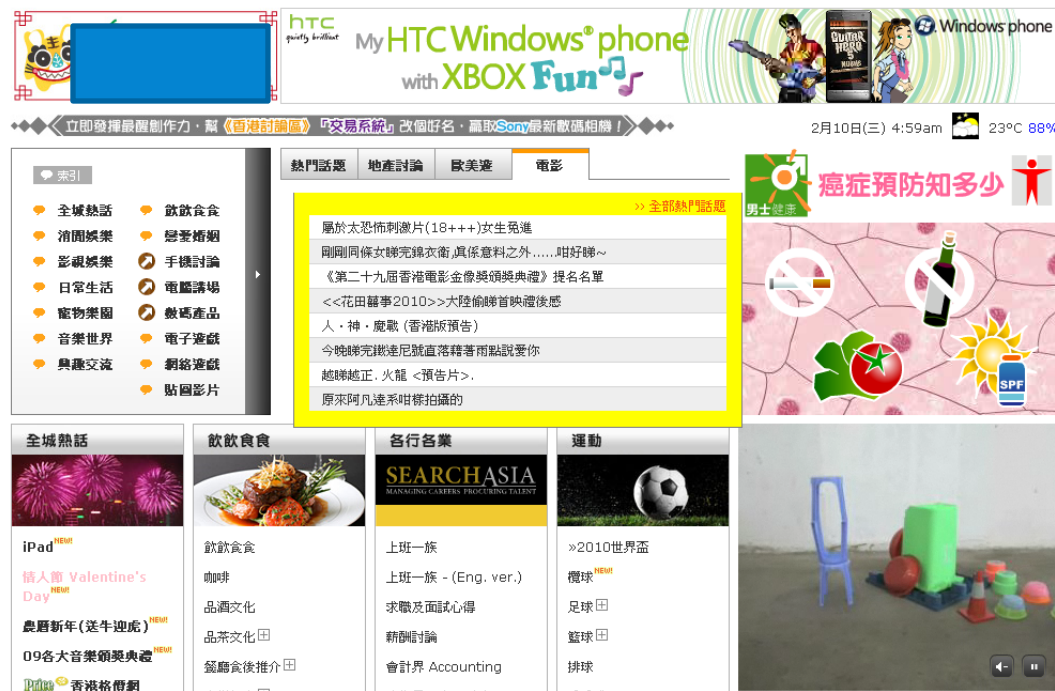 hTC
quietly brilliant
My HTC Windows® phone
with XBOX Fun
GUITAR
HERO
5
Windows phone
立即發揮最醒創作力，幫《香港討論區》『交易系統』改個好名，贏取Sony最新數碼相機！
2月10日(三) 4:59am 23°C 88%
索引
全城熱話 飲飲食食
消閒娛樂 戀愛婚姻
影視娛樂 手機討論
日常生活 電腦講場
寵物樂園 數碼產品
音樂世界 電子遊戲
興趣交流 網絡遊戲
貼圖影片
熱門話題 地產討論 歐美遊 電影
>> 全部熱門話題
屬於太恐怖刺激片(18+++)女生免進
剛剛同條女睇完錦衣衛,真係意料之外......咁好睇~
《第二十九屆香港電影金像獎頒獎典禮》提名名單
<<花田囍事2010>>大陸偷睇首映禮後感
人．神．魔戰 (香港版預告)
今晚睇完鐵達尼號直落藉著雨點說愛你
越睇越正. 火龍 <預告片>.
原來阿凡達系咁樣拍攝的
男士健康
癌症預防知多少
SPF
全城熱話
iPad NEW!
情人節 Valentine's
Day NEW!
農曆新年(送牛迎虎) NEW!
09各大音樂頒獎典禮 NEW!
Price 香港格價網
飲飲食食
飲飲食食
咖啡
品酒文化
品茶文化
餐廳食後推介
各行各業
SEARCHASIA
MANAGING CAREERS PROCURING TALENT
上班一族
上班一族 - (Eng. ver.)
求職及面試心得
薪酬討論
會計界 Accounting
運動
»2010世界盃
欖球 NEW!
足球
籃球
排球